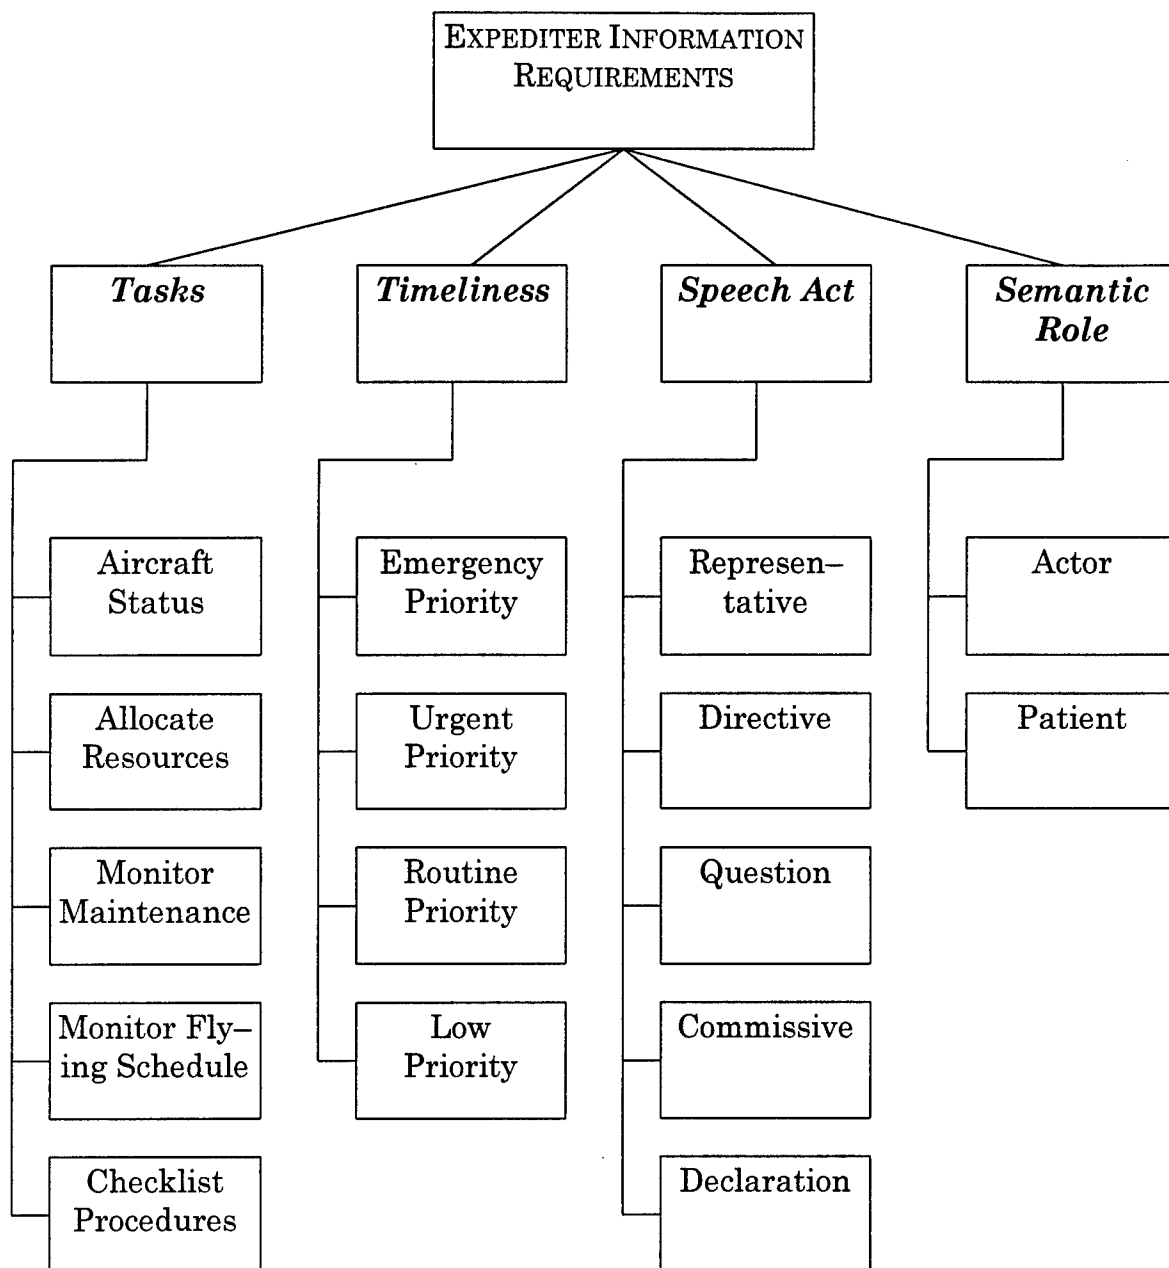 EXPEDITER INFORMATION
REQUIREMENTS
Tasks
Timeliness
Speech Act
Semantic
Role
Aircraft
Status
Allocate
Resources
Monitor
Maintenance
Monitor Fly–
ing Schedule
Checklist
Procedures
Emergency
Priority
Urgent
Priority
Routine
Priority
Low
Priority
Represen–
tative
Directive
Question
Commissive
Declaration
Actor
Patient